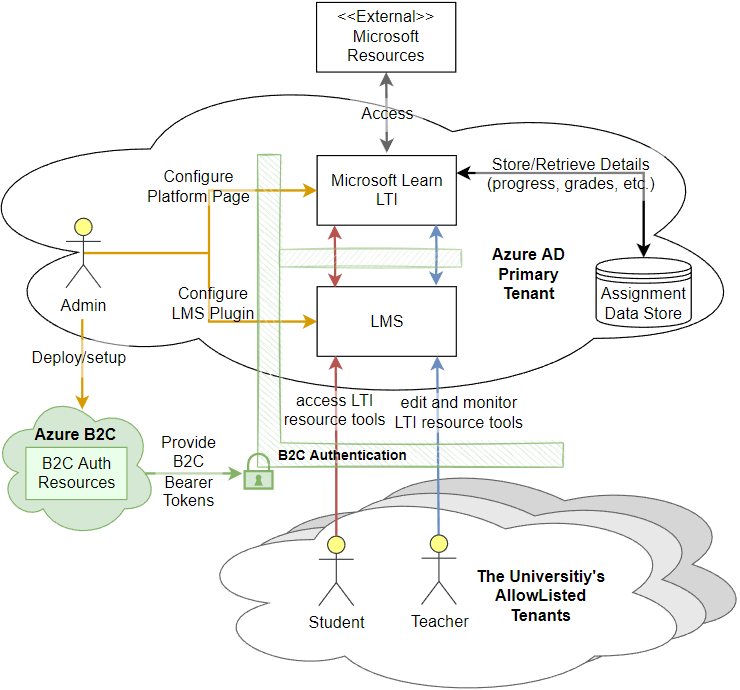 <<External>>
Microsoft
Resources
Access
Configure
Platform Page
Microsoft Learn
LTI
Store/Retrieve Details
(progress, grades, etc.)
Azure AD
Primary
Tenant
Admin
Configure
LMS Plugin
LMS
Assignment
Data Store
Deploy/setup
access LTI
resource tools
edit and monitor
LTI resource tools
Azure B2C
B2C Auth
Resources
Provide
B2C
Bearer
Tokens
B2C Authentication
The Universitiy's
AllowListed
Tenants
Student
Teacher